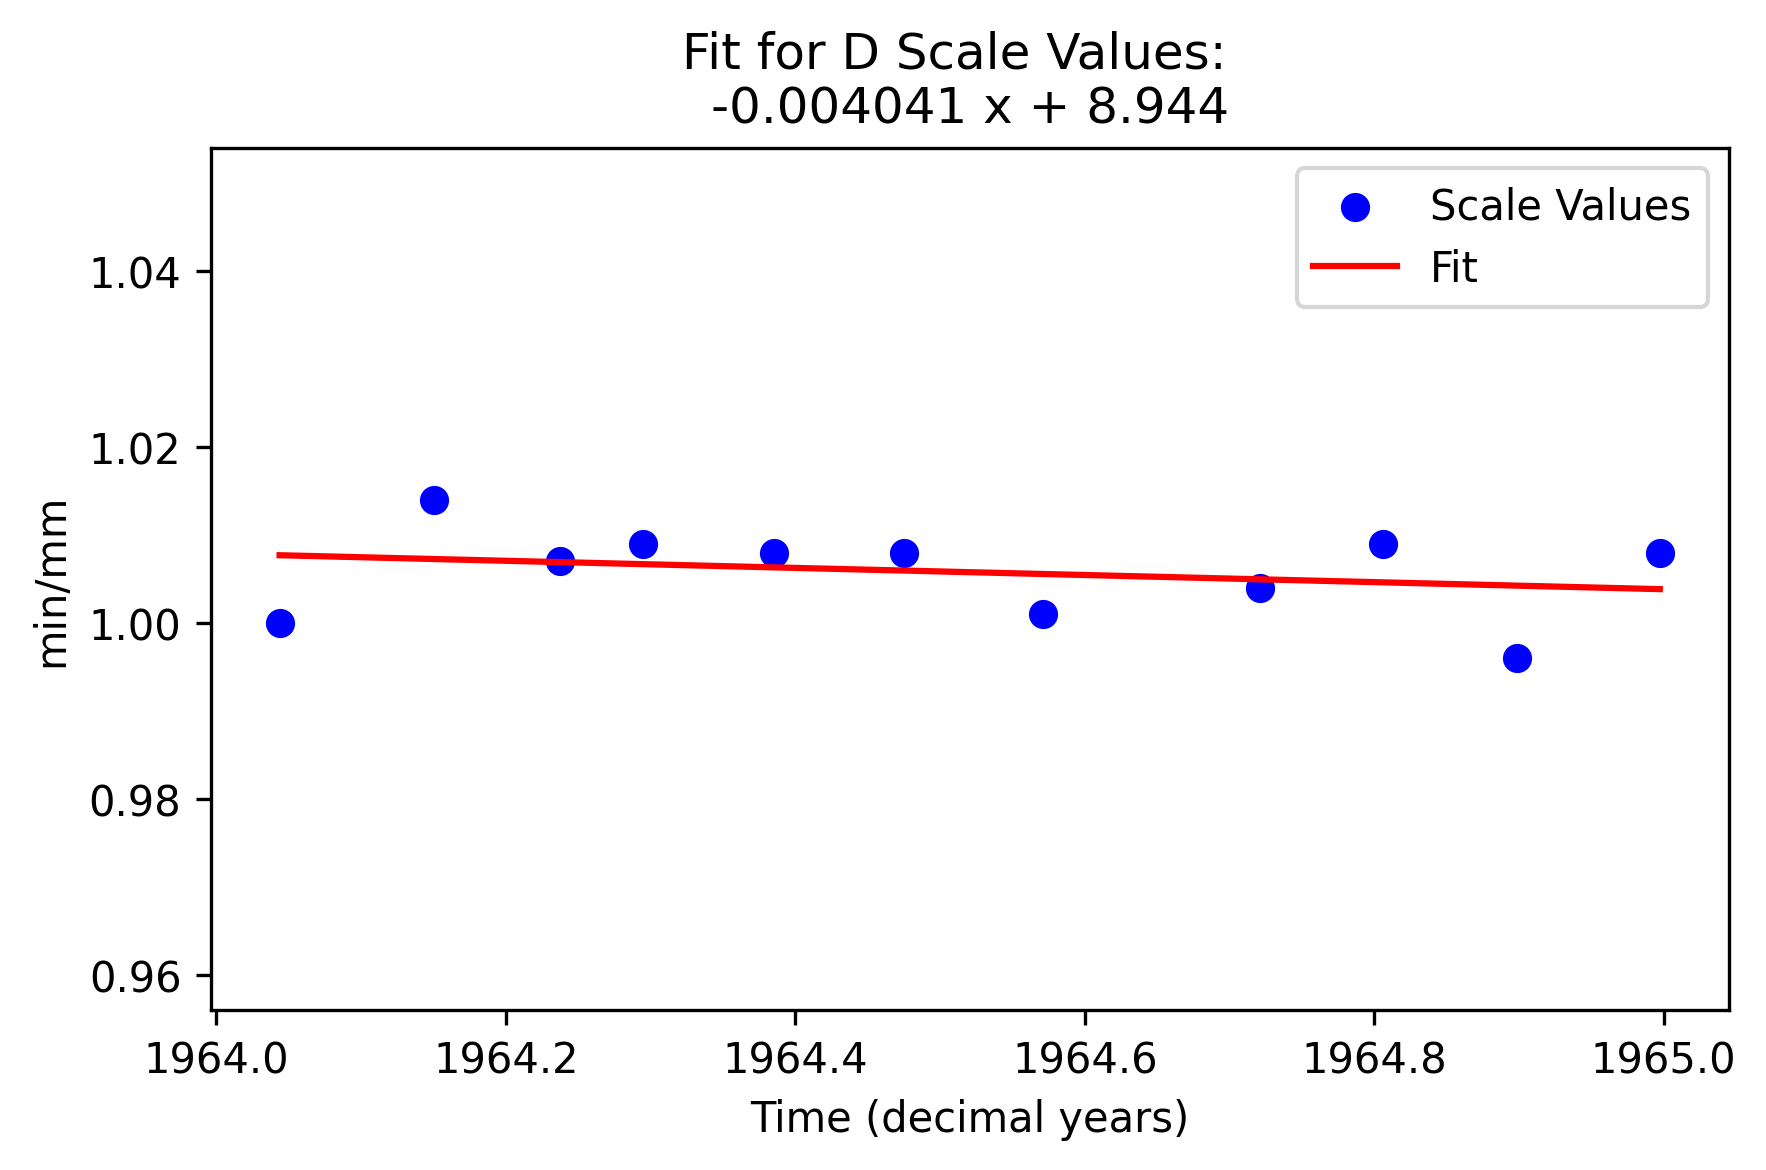 Fit for D Scale Values:
-0.004041 x + 8.944
Scale Values
Fit
1.04
1.02
1.00
0.98
0.96
min/mm
1964.0 1964.2 1964.4 1964.6 1964.8 1965.0
Time (decimal years)